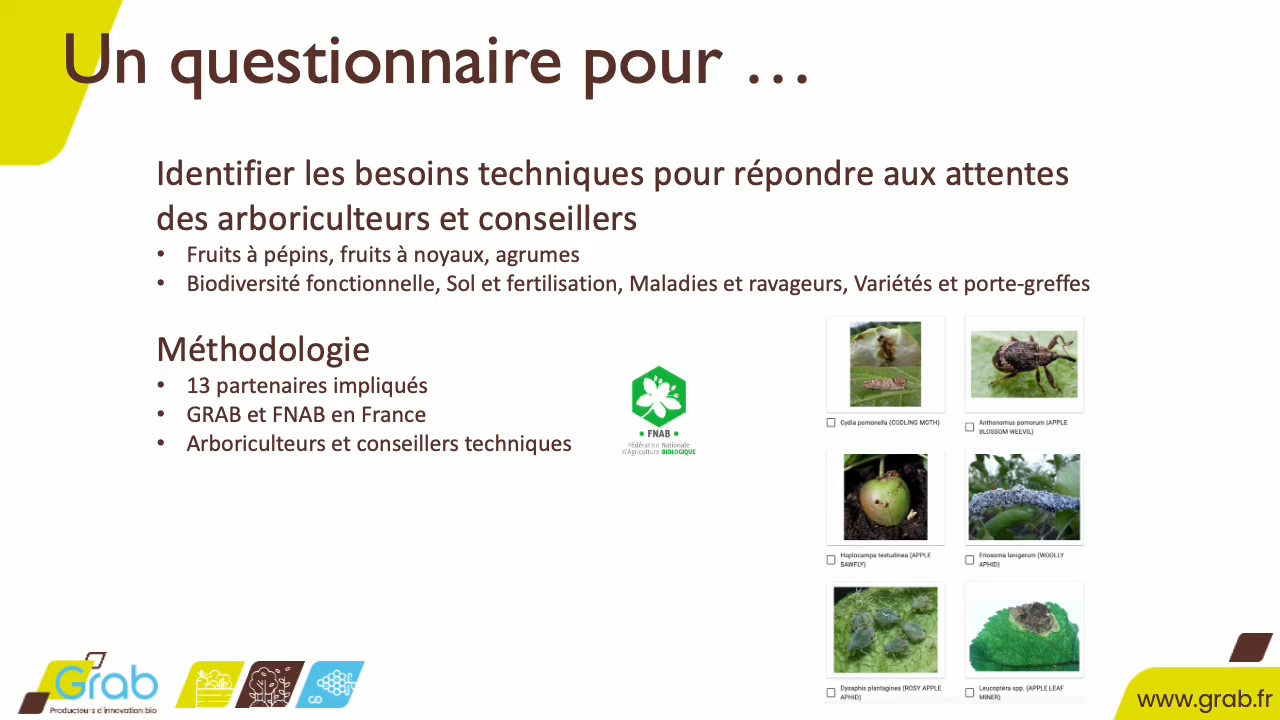 Un questionnaire pour …
Identifier les besoins techniques pour répondre aux attentes
des arboriculteurs et conseillers
• Fruits à pépins, fruits à noyaux, agrumes
• Biodiversité fonctionnelle, Sol et fertilisation, Maladies et ravageurs, Variétés et porte-greffes
Méthodologie
• 13 partenaires impliqués
• GRAB et FNAB en France
• Arboriculteurs et conseillers techniques
• FNAB •
Fédération Nationale
d'Agriculture BIOLOGIQUE
Cydia pomonella (CODLING MOTH)
Anthonomus pomorum (APPLE
BLOSSOM WEEVIL)
Hoplocampa testudinea (APPLE
SAWFLY)
Eriosoma lanigerum (WOOLLY
APHID)
Dysaphis plantaginea (ROSY APPLE
APHID)
Leucoptera spp. (APPLE LEAF
MINER)
Grab
Producteurs d'innovation bio
www.grab.fr